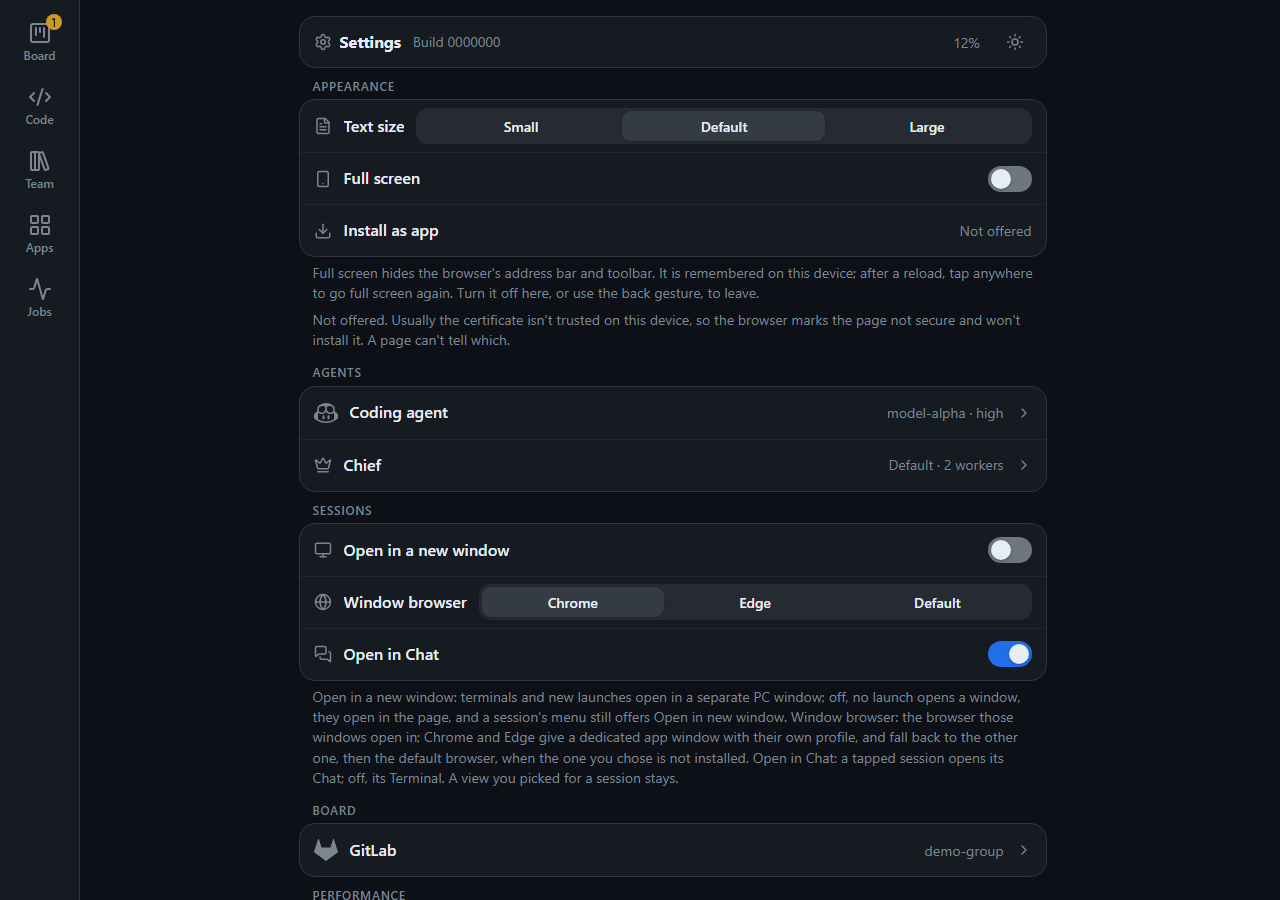 1
Board
Code
Team
Apps
Jobs
Settings Build 0000000 12%
APPEARANCE
Text size Small Default Large
Full screen
Install as app Not offered
Full screen hides the browser's address bar and toolbar. It is remembered on this device; after a reload, tap anywhere
to go full screen again. Turn it off here, or use the back gesture, to leave.
Not offered. Usually the certificate isn't trusted on this device, so the browser marks the page not secure and won't
install it. A page can't tell which.
AGENTS
Coding agent model-alpha · high
Chief Default · 2 workers
SESSIONS
Open in a new window
Window browser Chrome Edge Default
Open in Chat
Open in a new window: terminals and new launches open in a separate PC window; off, no launch opens a window,
they open in the page, and a session's menu still offers Open in new window. Window browser: the browser those
windows open in; Chrome and Edge give a dedicated app window with their own profile, and fall back to the other
one, then the default browser, when the one you chose is not installed. Open in Chat: a tapped session opens its
Chat; off, its Terminal. A view you picked for a session stays.
BOARD
GitLab demo-group
PERFORMANCE